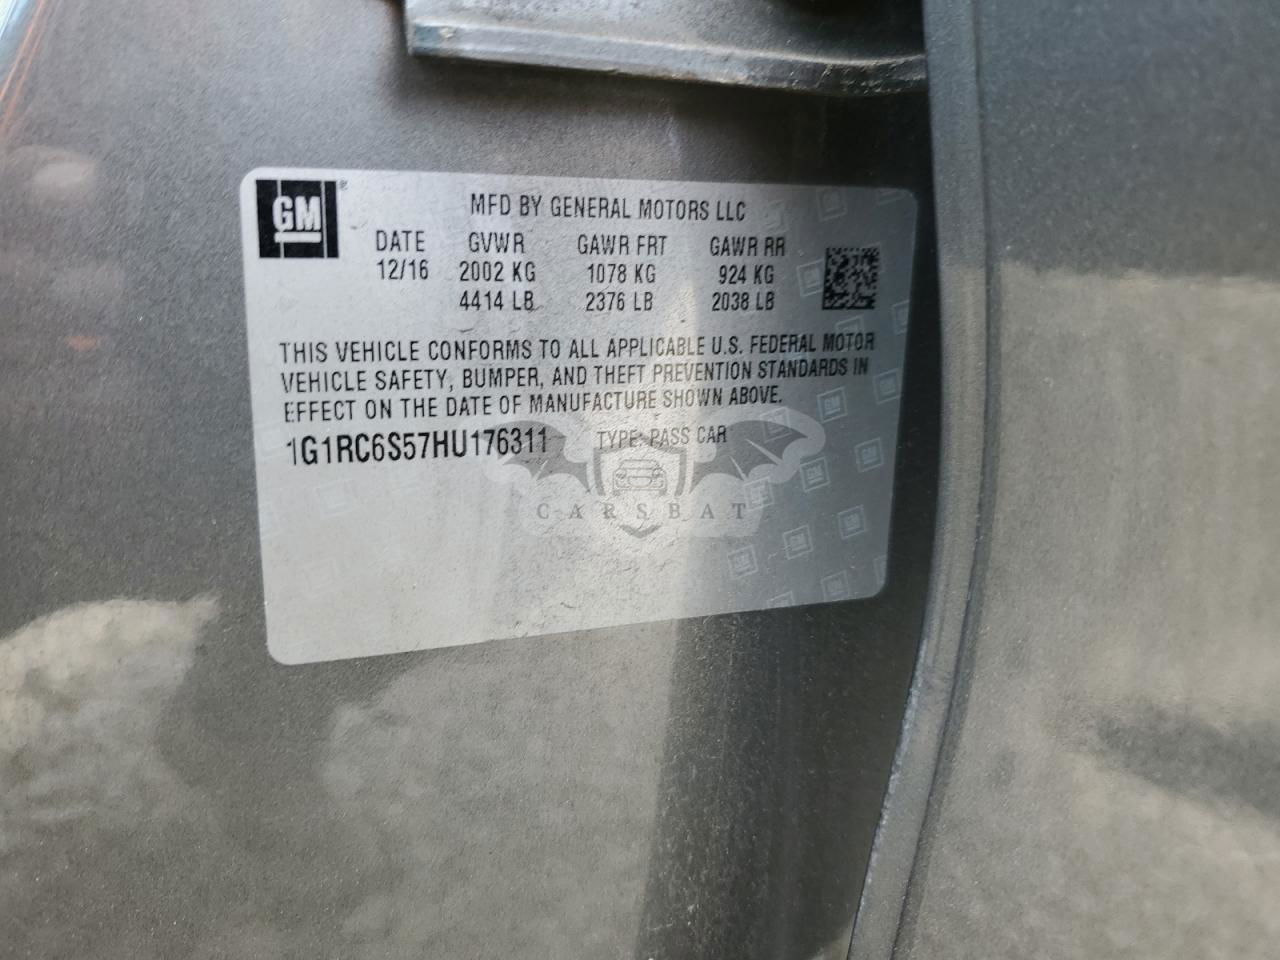 GM
MFD BY GENERAL MOTORS LLC
DATE GVWR GAWR FRT GAWR RR
12/16 2002 KG 1078 KG 924 KG
4414 LB 2376 LB 2038 LB
THIS VEHICLE CONFORMS TO ALL APPLICABLE U.S. FEDERAL MOTOR
VEHICLE SAFETY, BUMPER, AND THEFT PREVENTION STANDARDS IN
EFFECT ON THE DATE OF MANUFACTURE SHOWN ABOVE.
1G1RC6S57HU176311 TYPE: PASS CAR
CARSBAT